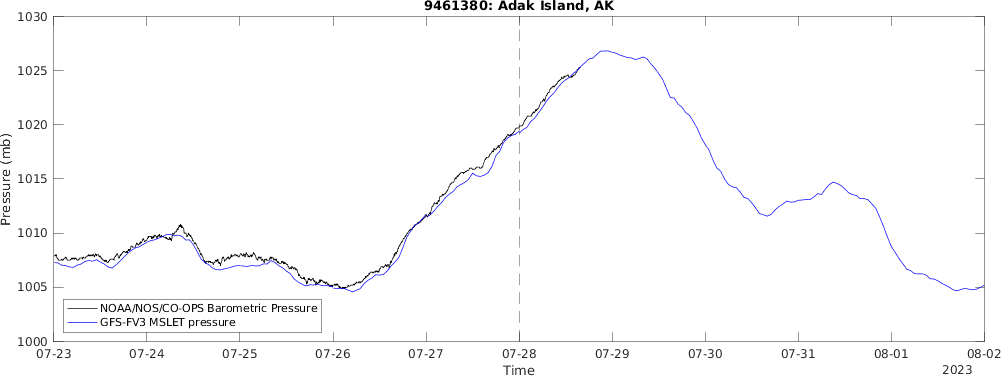 9461380: Adak Island, AK
Pressure (mb)
1030
1025
1020
1015
1010
1005
1000
NOAA/NOS/CO-OPS Barometric Pressure
GFS-FV3 MSLET pressure
07-23 07-24 07-25 07-26 07-27 07-28 07-29 07-30 07-31 08-01 08-02
Time
2023